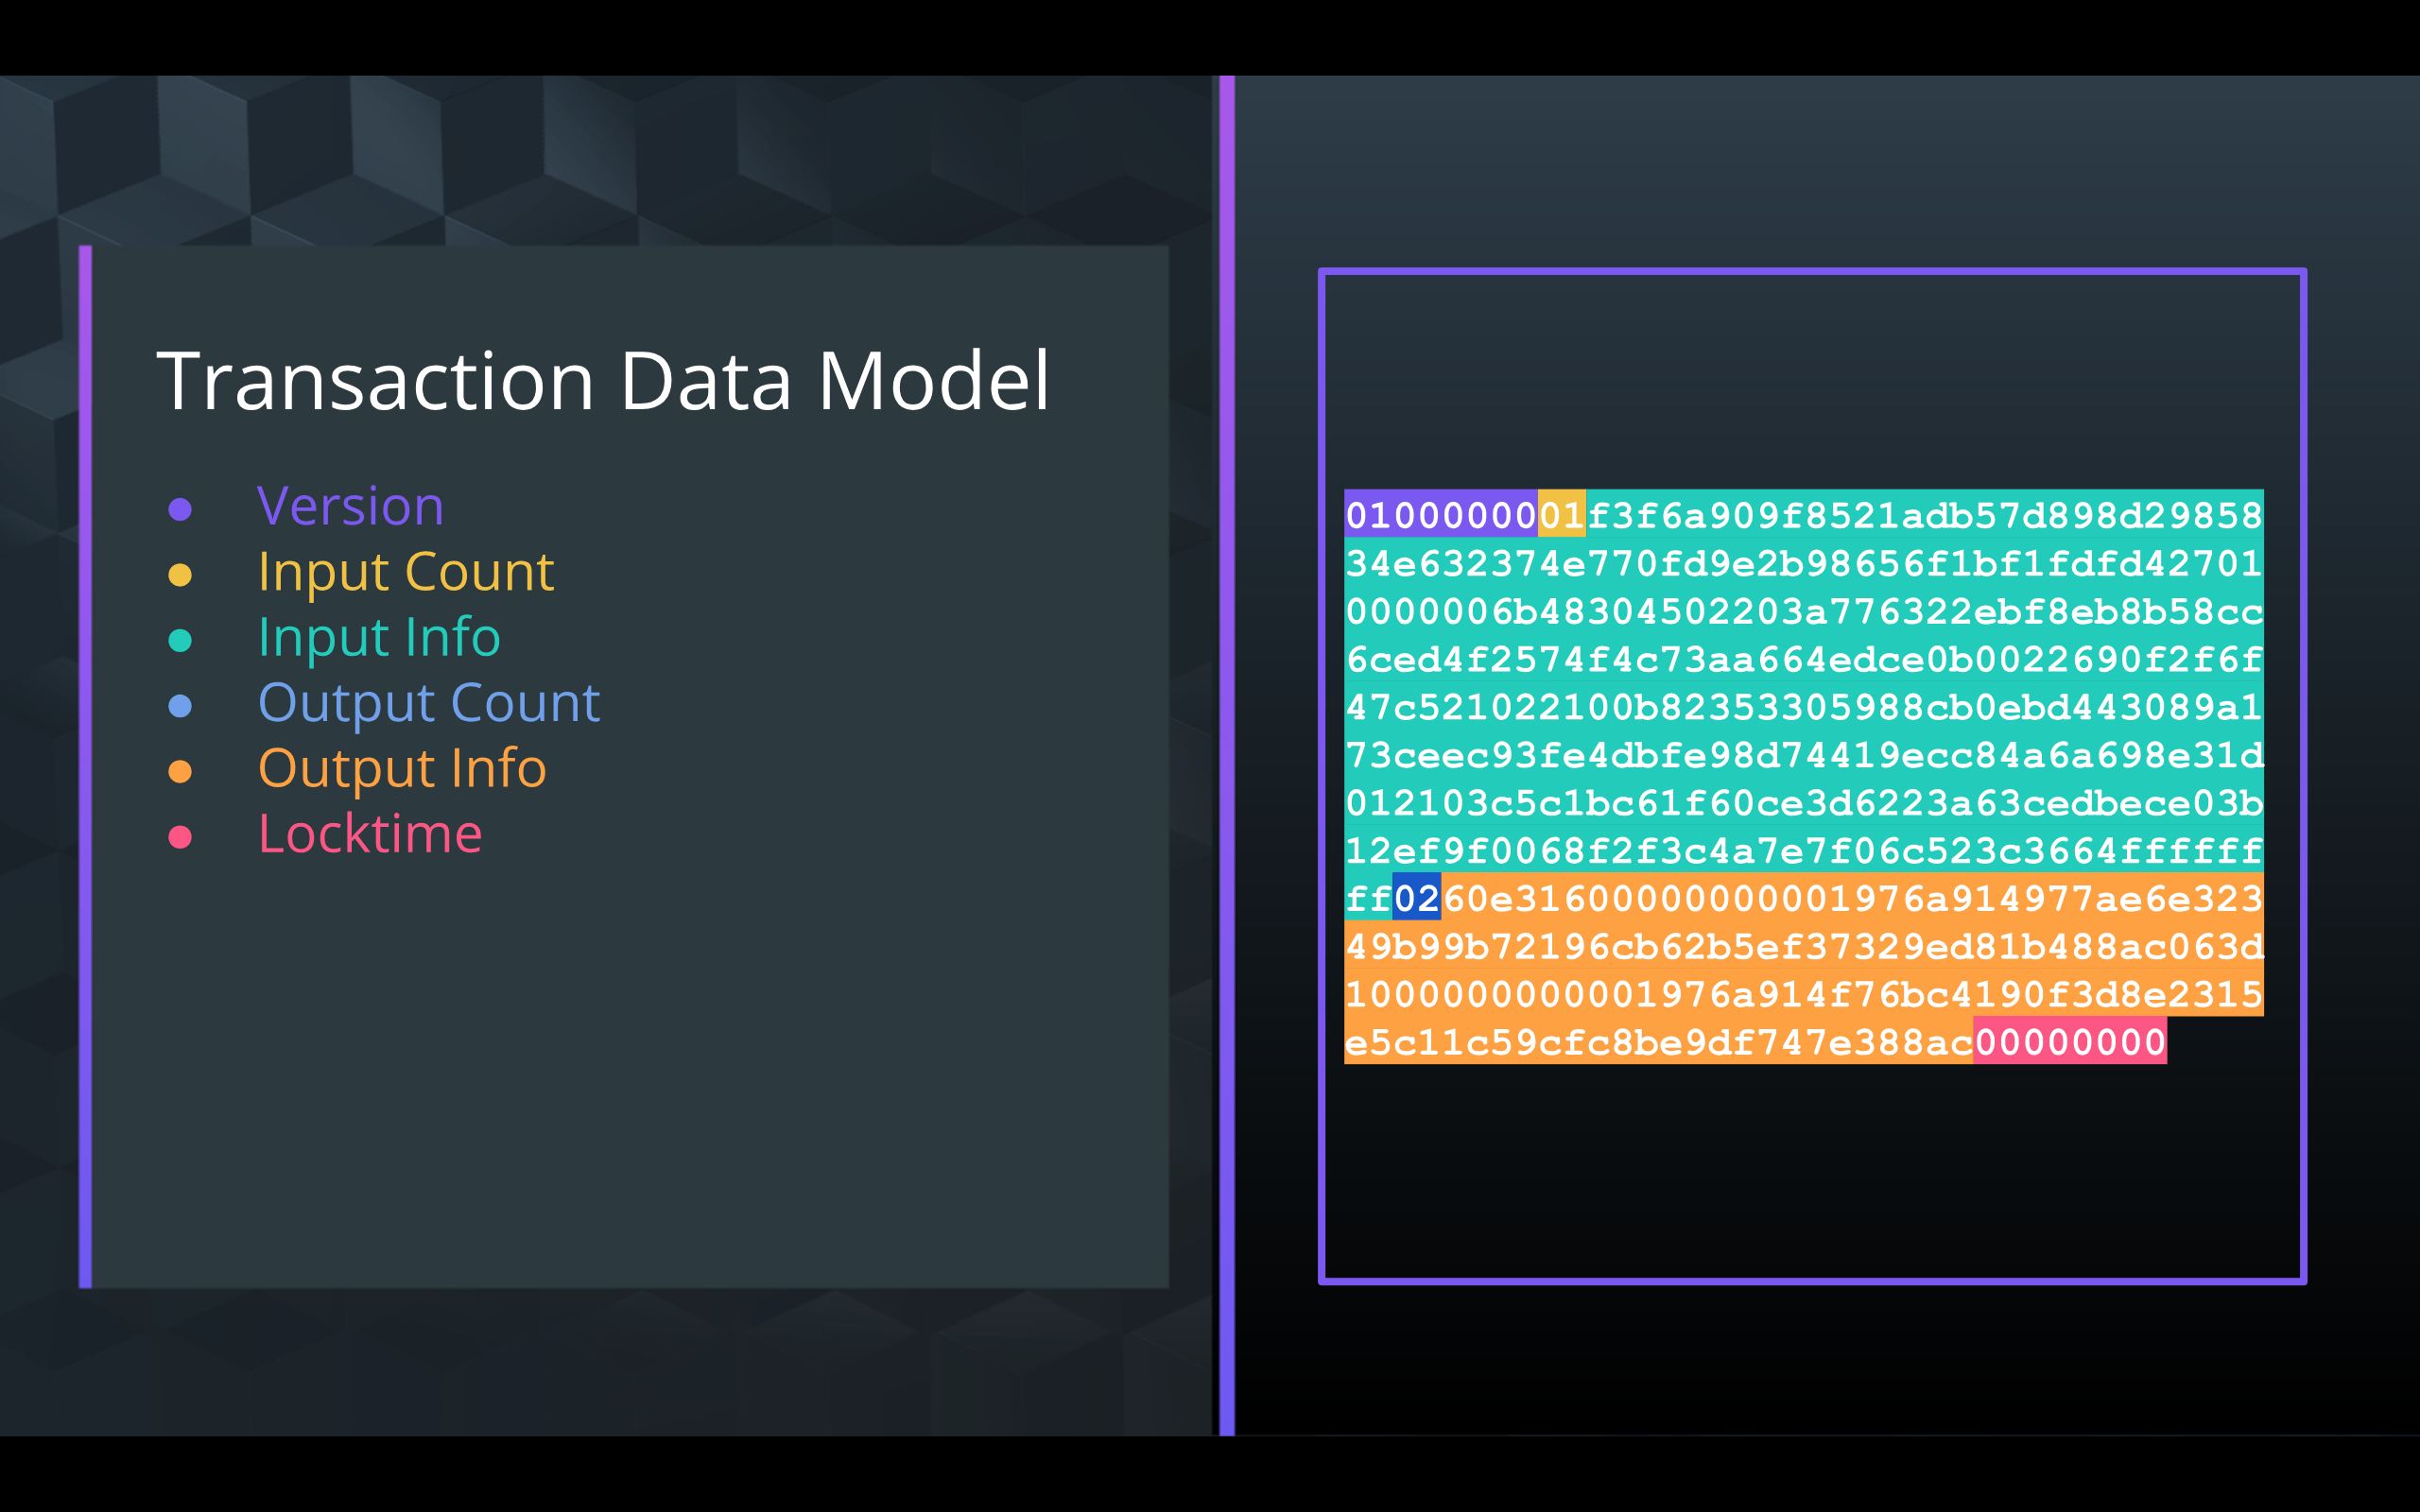 Transaction Data Model
Version
Input Count
Input Info
Output Count
Output Info
Locktime
0100000001f3f6a909f8521adb57d898d29858
34e632374e770fd9e2b98656f1bf1fdfd42701
0000006b48304502203a776322ebf8eb8b58cc
6ced4f2574f4c73aa664edce0b0022690f2f6f
47c521022100b82353305988cb0ebd443089a1
73ceec93fe4dbfe98d74419ecc84a6a698e31d
012103c5c1bc61f60ce3d6223a63cedbece03b
12ef9f0068f2f3c4a7e7f06c523c3664ffffff
ff0260e31600000000001976a914977ae6e323
49b99b72196cb62b5ef37329ed81b488ac063d
1000000000001976a914f76bc4190f3d8e2315
e5c11c59cfc8be9df747e388ac00000000